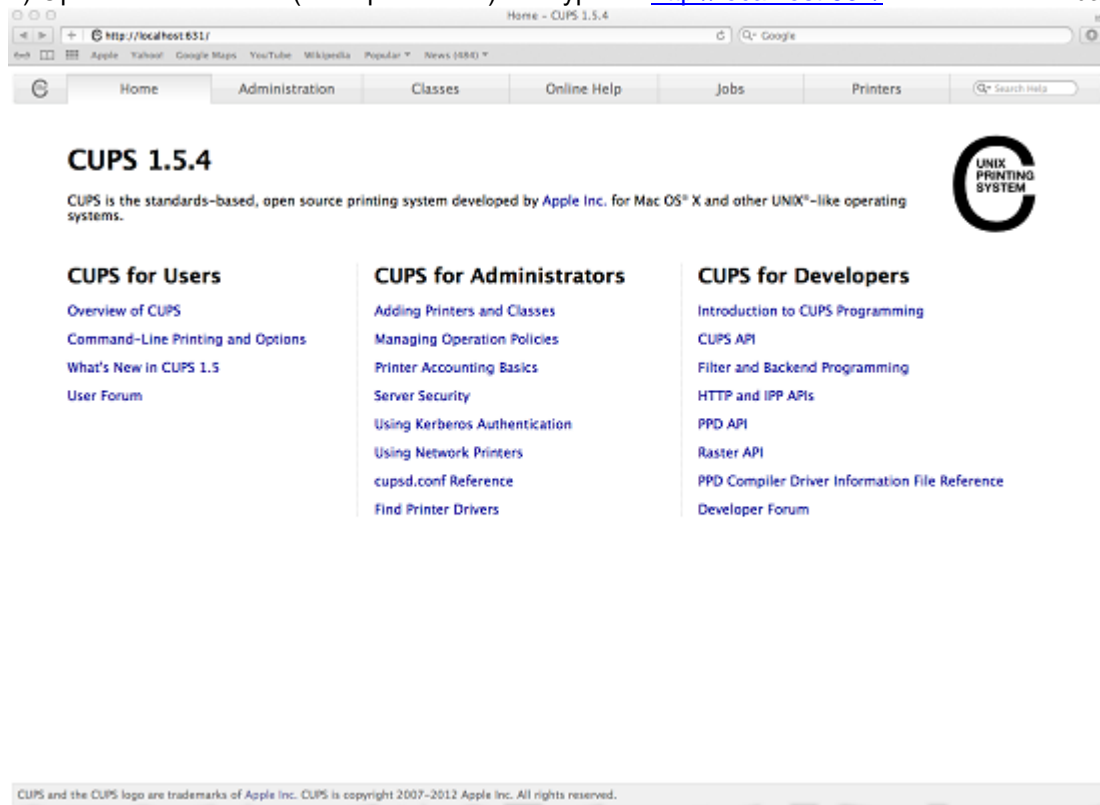 Home – CUPS 1.5.4
http://localhost:631/
Google
Apple Yahoo! Google Maps YouTube Wikipedia Popular News (484)
Home Administration Classes Online Help Jobs Printers Search Help
CUPS 1.5.4
UNIX
PRINTING
SYSTEM
CUPS is the standards-based, open source printing system developed by Apple Inc. for Mac OS® X and other UNIX®-like operating
systems.
CUPS for Users
Overview of CUPS
Command-Line Printing and Options
What's New in CUPS 1.5
User Forum
CUPS for Administrators
Adding Printers and Classes
Managing Operation Policies
Printer Accounting Basics
Server Security
Using Kerberos Authentication
Using Network Printers
cupsd.conf Reference
Find Printer Drivers
CUPS for Developers
Introduction to CUPS Programming
CUPS API
Filter and Backend Programming
HTTP and IPP APIs
PPD API
Raster API
PPD Compiler Driver Information File Reference
Developer Forum
CUPS and the CUPS logo are trademarks of Apple Inc. CUPS is copyright 2007–2012 Apple Inc. All rights reserved.